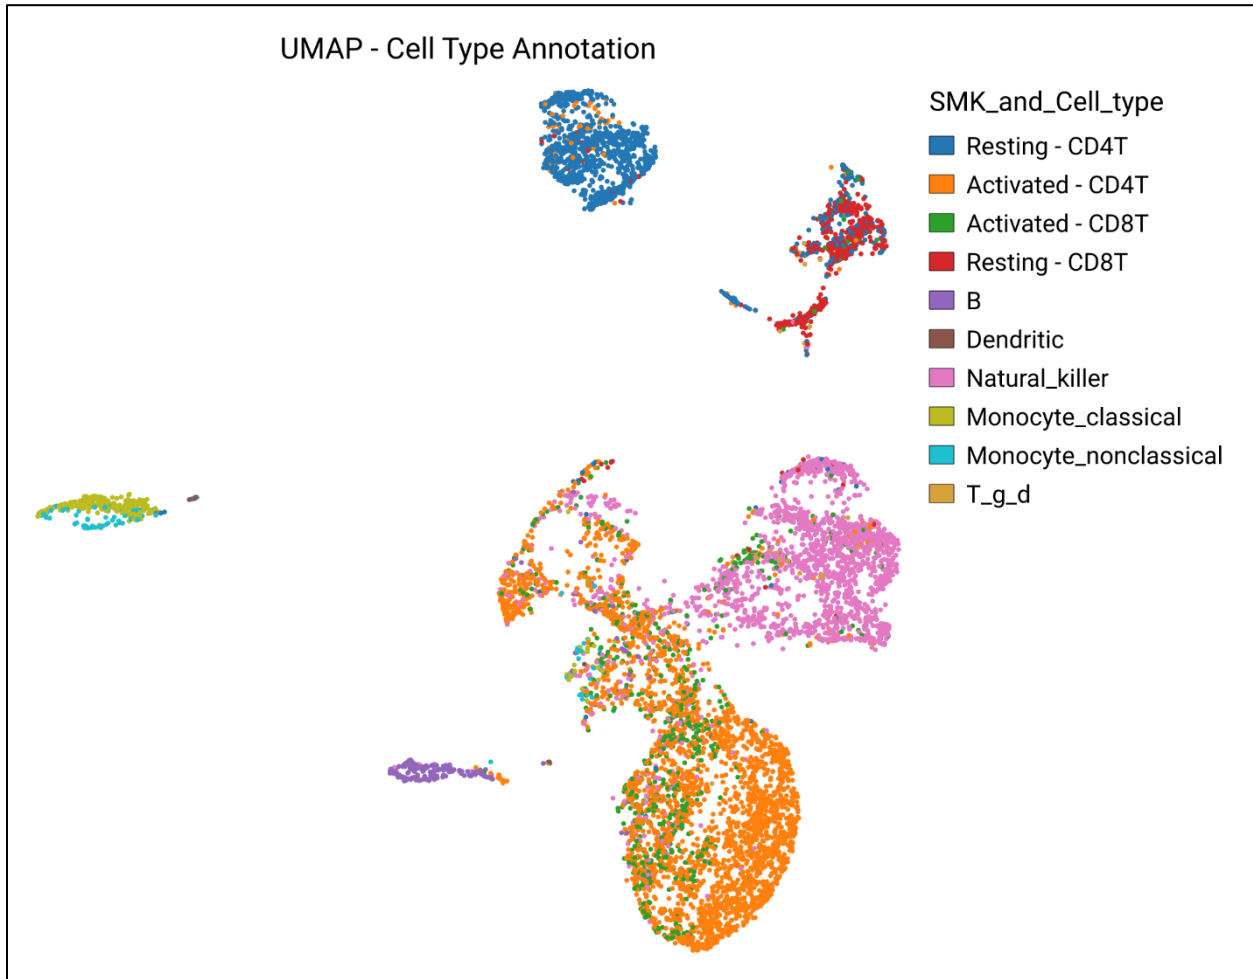 UMAP - Cell Type Annotation
SMK_and_Cell_type
Resting - CD4T
Activated - CD4T
Activated - CD8T
Resting - CD8T
B
Dendritic
Natural_killer
Monocyte_classical
Monocyte_nonclassical
T_g_d